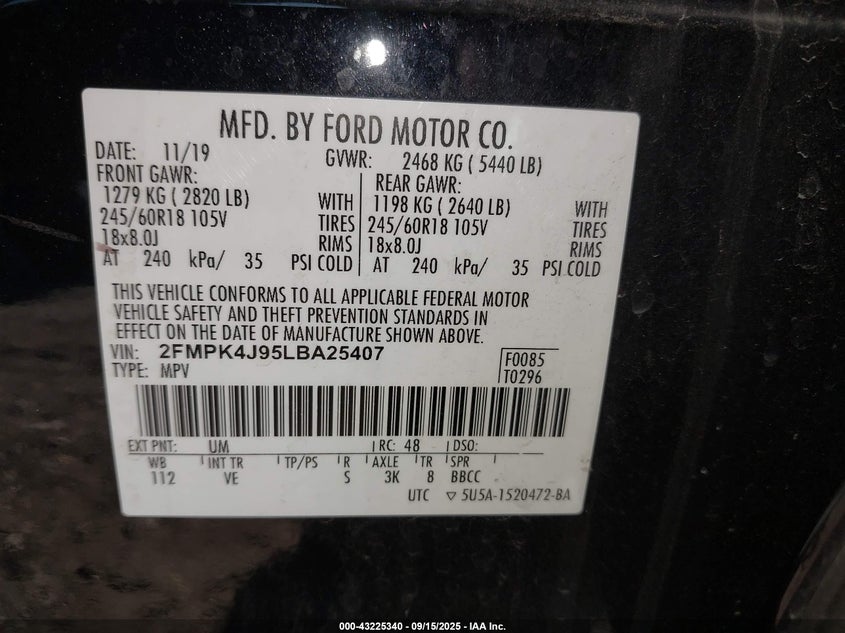 MFD. BY FORD MOTOR CO.
DATE: 11/19 GVWR: 2468 KG ( 5440 LB)
FRONT GAWR: REAR GAWR:
1279 KG ( 2820 LB) WITH 1198 KG ( 2640 LB) WITH
245/60R18 105V TIRES 245/60R18 105V TIRES
18x8.0J RIMS 18x8.0J RIMS
AT 240 kPa/ 35 PSI COLD AT 240 kPa/ 35 PSI COLD
THIS VEHICLE CONFORMS TO ALL APPLICABLE FEDERAL MOTOR
VEHICLE SAFETY AND THEFT PREVENTION STANDARDS IN
EFFECT ON THE DATE OF MANUFACTURE SHOWN ABOVE.
VIN: 2FMPK4J95LBA25407 F0085
TYPE: MPV T0296
EXT PNT: UM RC: 48 DSO:
WB INT TR TP/PS R AXLE TR SPR
112 VE S 3K 8 BBCC
UTC ▽ 5U5A-1520472-BA
000-43225340 - 09/15/2025 - IAA Inc.